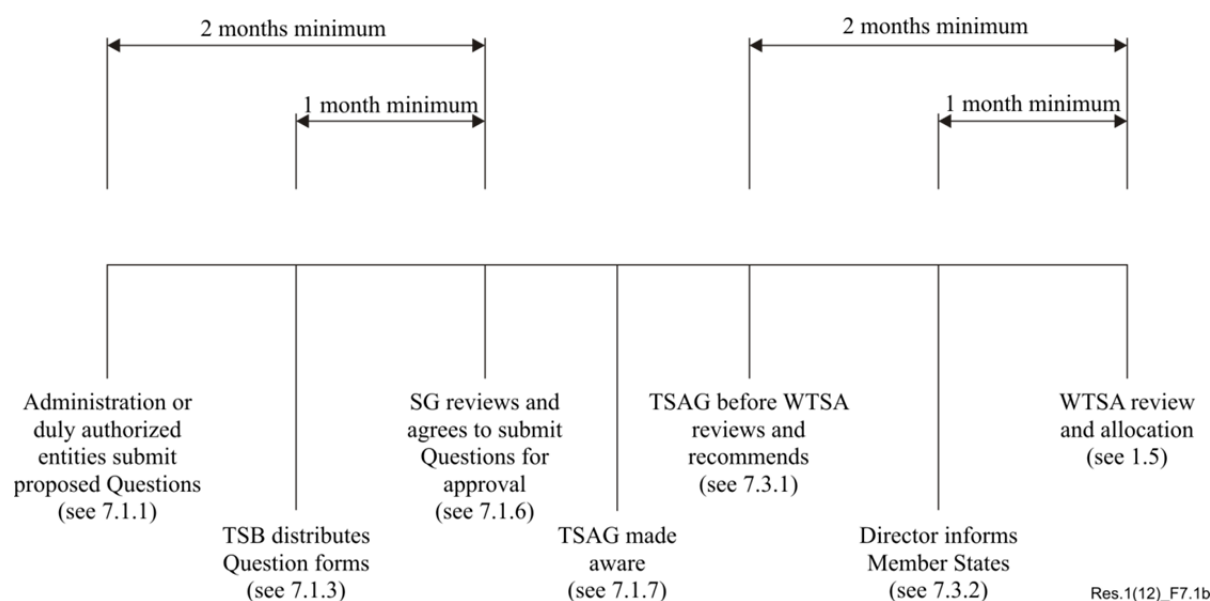 2 months minimum
2 months minimum
1 month minimum
1 month minimum
Administration or
duly authorized
entities submit
proposed Questions
(see 7.1.1)
TSB distributes
Question forms
(see 7.1.3)
SG reviews and
agrees to submit
Questions for
approval
(see 7.1.6)
TSAG made
aware
(see 7.1.7)
TSAG before WTSA
reviews and
recommends
(see 7.3.1)
Director informs
Member States
(see 7.3.2)
WTSA review
and allocation
(see 1.5)
Res.1(12)_F7.1b